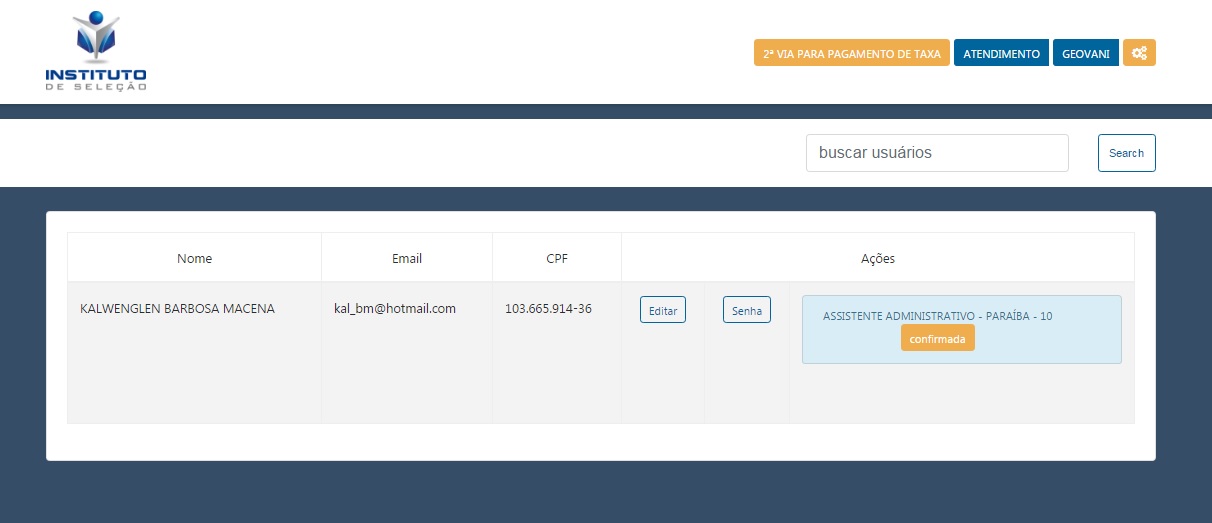 INSTITUTO
DE SELEÇÃO
2ª VIA PARA PAGAMENTO DE TAXA ATENDIMENTO GEOVANI
buscar usuários Search
Nome Email CPF Ações
KALWENGLEN BARBOSA MACENA kal_bm@hotmail.com 103.665.914-36 Editar Senha ASSISTENTE ADMINISTRATIVO - PARAÍBA - 10
confirmada